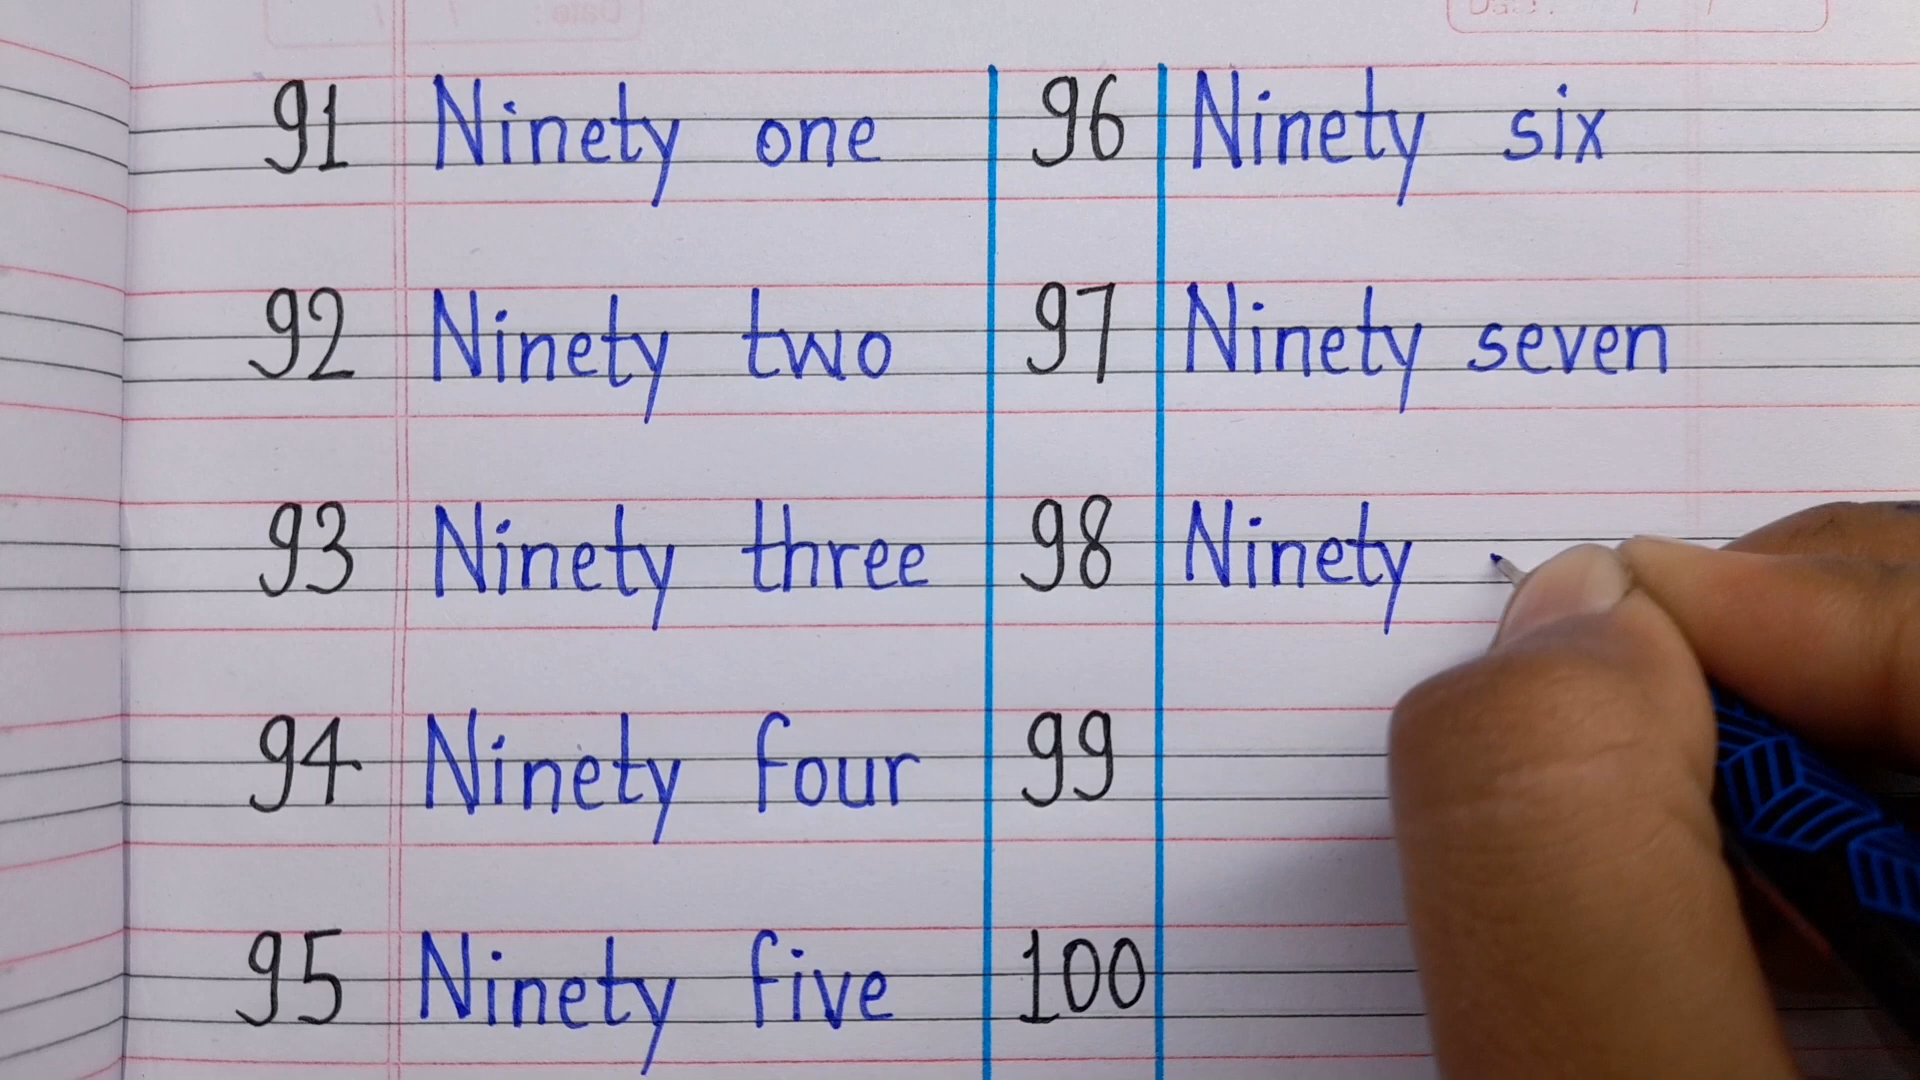 Date : / /
91 Ninety one 96 Ninety six
92 Ninety two 97 Ninety seven
93 Ninety three 98 Ninety
94 Ninety four 99
95 Ninety five 100